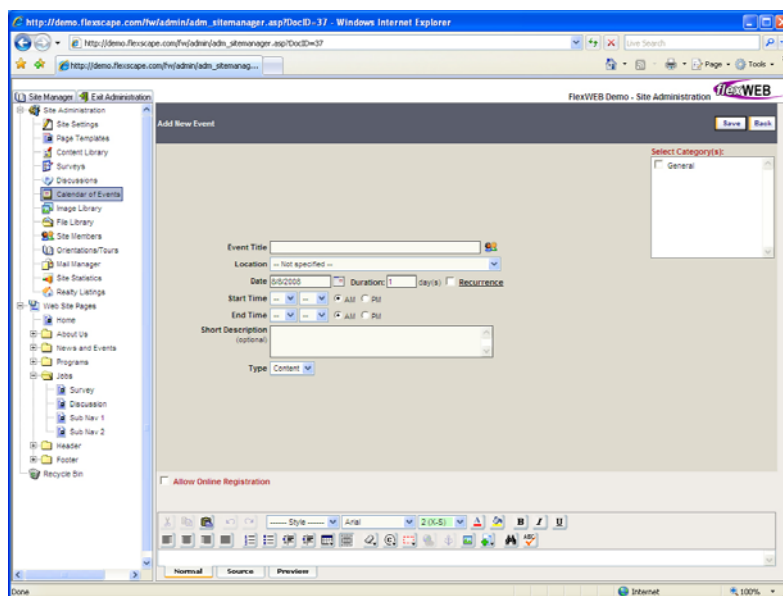 http://demo.flexscape.com/fw/admin/adm_sitemanager.asp?DocID=37 - Windows Internet Explorer
http://demo.flexscape.com/fw/admin/adm_sitemanager.asp?DocID=37
Live Search
http://demo.flexscape.com/fw/admin/adm_sitemanag...
Page
Tools
Site Manager
Exit Administration
FlexWEB Demo - Site Administration
flexWEB
Site Administration
Site Settings
Page Templates
Content Library
Surveys
Discussions
Calendar of Events
Image Library
File Library
Site Members
Orientations/Tours
Mail Manager
Site Statistics
Realty Listings
Web Site Pages
Home
About Us
News and Events
Programs
Jobs
Survey
Discussion
Sub Nav 1
Sub Nav 2
Header
Footer
Recycle Bin
Add New Event
Save
Back
Select Category(s):
General
Event Title
Location -- Not specified --
Date 8/8/2008 Duration: 1 day(s) Recurrence
Start Time -- -- AM PM
End Time -- -- AM PM
Short Description
(optional)
Type Content
Allow Online Registration
----- Style ----- Arial 2 (X-S) A B I U
Normal Source Preview
Done
Internet
100%